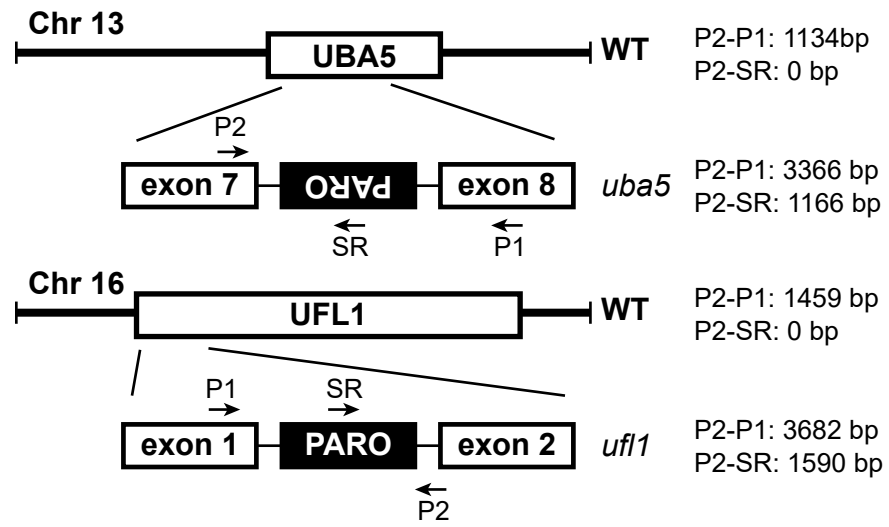 Chr 13
UBA5
WT
P2-P1: 1134bp
P2-SR: 0 bp
P2
exon 7
PARO
exon 8
uba5
P2-P1: 3366 bp
P2-SR: 1166 bp
SR
P1
Chr 16
UFL1
WT
P2-P1: 1459 bp
P2-SR: 0 bp
P1
SR
exon 1
PARO
exon 2
ufl1
P2-P1: 3682 bp
P2-SR: 1590 bp
P2